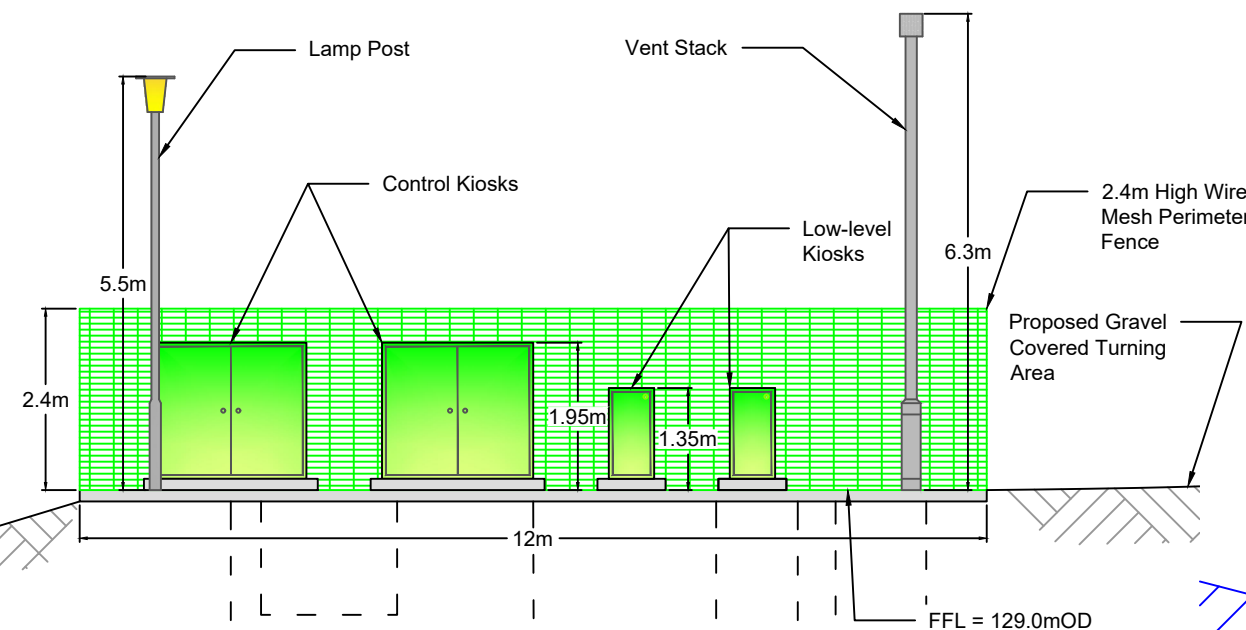 Lamp Post
Vent Stack
Control Kiosks
2.4m High Wire
Mesh Perimeter
Fence
Low-level
Kiosks
6.3m
5.5m
Proposed Gravel
Covered Turning
Area
2.4m
1.95m
1.35m
12m
FFL = 129.0mOD